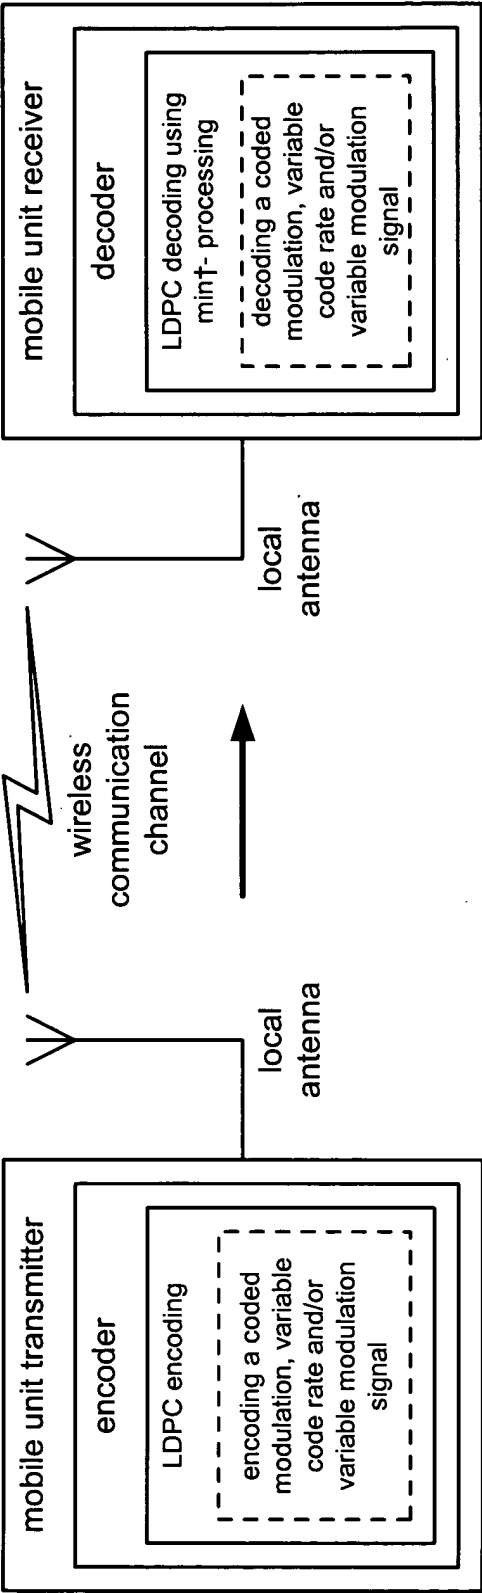 mobile unit transmitter
encoder
LDPC encoding
encoding a coded
modulation, variable
code rate and/or
variable modulation
signal
local
antenna
wireless
communication
channel
local
antenna
mobile unit receiver
decoder
LDPC decoding using
min†- processing
decoding a coded
modulation, variable
code rate and/or
variable modulation
signal